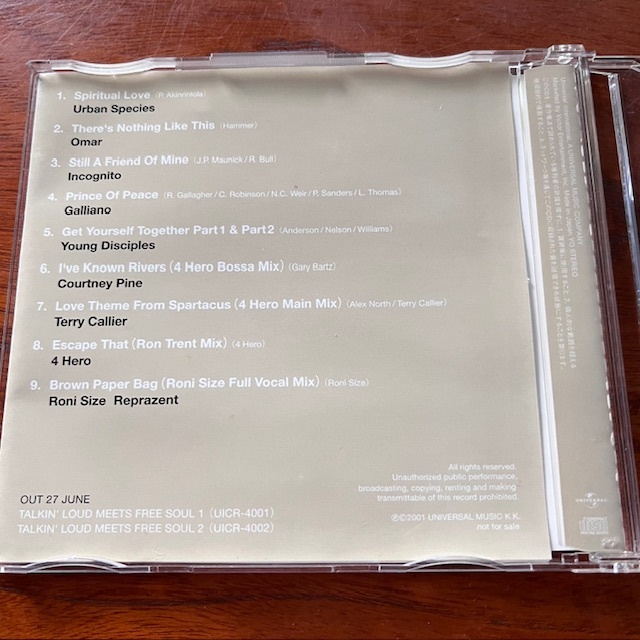 1. Spiritual Love (P. Akinrintola)
Urban Species
2. There's Nothing Like This (Hammer)
Omar
3. Still A Friend Of Mine (J.P. Maunick / R. Bull)
Incognito
4. Prince Of Peace (R. Gallagher / C. Robinson / N.C. Weir / P. Sanders / L. Thomas)
Galliano
5. Get Yourself Together Part 1 & Part 2 (Anderson / Nelson / Williams)
Young Disciples
6. I've Known Rivers (4 Hero Bossa Mix) (Gary Bartz)
Courtney Pine
7. Love Theme From Spartacus (4 Hero Main Mix) (Alex North / Terry Callier)
Terry Callier
8. Escape That (Ron Trent Mix) (4 Hero)
4 Hero
9. Brown Paper Bag (Roni Size Full Vocal Mix) (Roni Size)
Roni Size Reprazent
All rights reserved.
Unauthorized public performance,
broadcasting, copying, renting and making
transmittable of this record prohibited.
OUT 27 JUNE
TALKIN' LOUD MEETS FREE SOUL 1 (UICR-4001)
TALKIN' LOUD MEETS FREE SOUL 2 (UICR-4002)
Ⓟ©2001 UNIVERSAL MUSIC K.K.
not for sale
UNIVERSAL